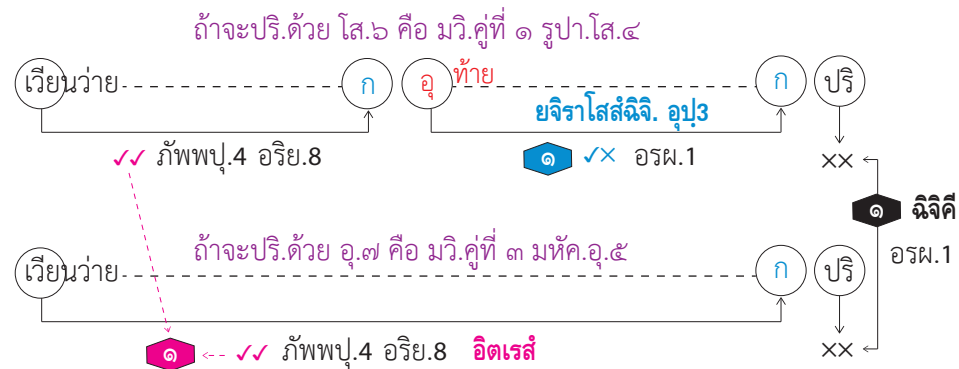 ถ้าจะปริ.ด้วย โส.๖ คือ มวิ.คู่ที่ ๑ รูปา.โส.๔
เวียนว่าย ก อุ ท้าย ก ปริ
ยจิราโสสํฉิจิ. อุปฺ3
✓✓ ภัพพปุ.4 อริย.8 ๑ ✓× อรผ.1 ××
๑ ฉิจิคี
ถ้าจะปริ.ด้วย อุ.๗ คือ มวิ.คู่ที่ ๓ มหัค.อุ.๕ อรผ.1
เวียนว่าย ก ปริ
๑ ✓✓ ภัพพปุ.4 อริย.8 อิตเรสํ ××